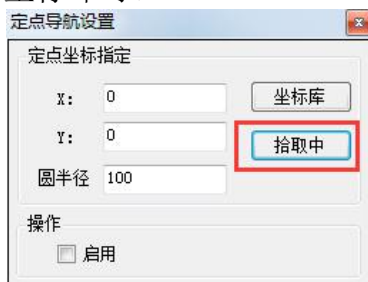 定点导航设置
定点坐标指定
X: 0
坐标库
Y: 0
拾取中
圆半径 100
操作
启用